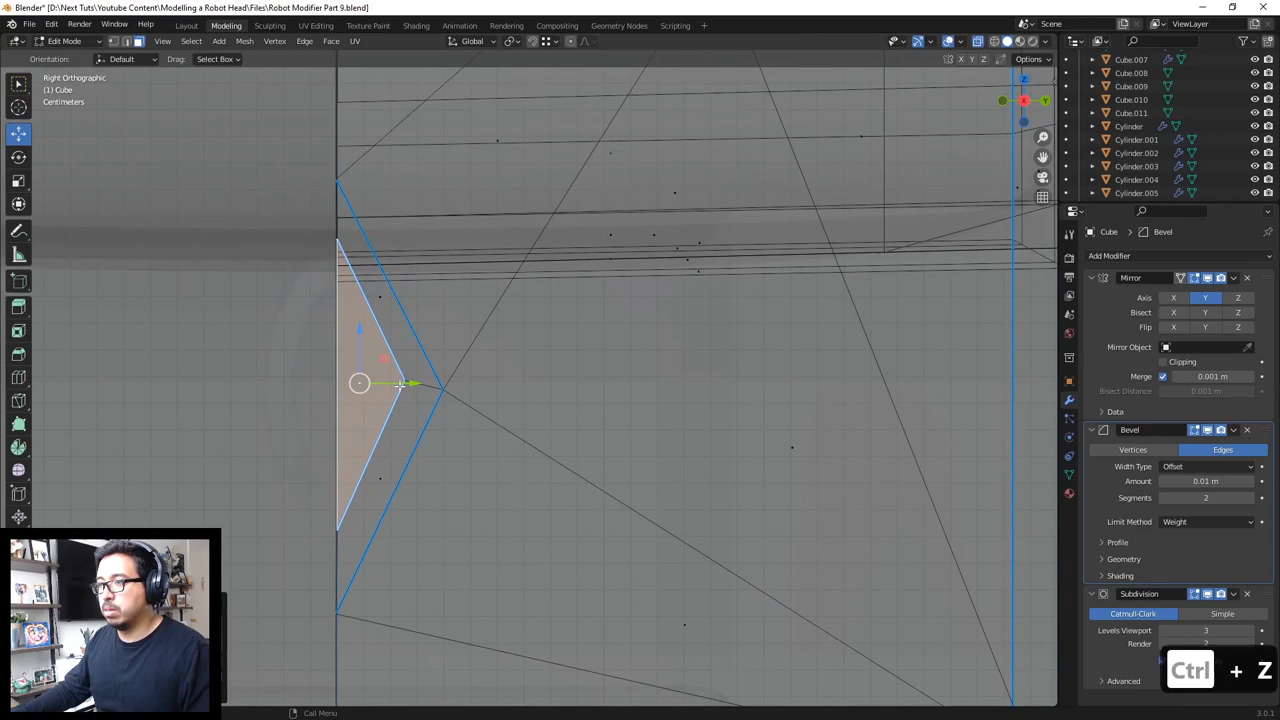 Blender* [D:\Next Tuts\Youtube Content\Modelling a Robot Head\Files\Robot Modifier Part 9.blend]
File Edit Render Window Help Layout Modeling Sculpting UV Editing Texture Paint Shading Animation Rendering Compositing Geometry Nodes Scripting + Scene ViewLayer
Edit Mode View Select Add Mesh Vertex Edge Face UV Global
Orientation: Default Drag: Select Box X Y Z Options
Right Orthographic
(1) Cube
Centimeters
Z
X
Y
Cube.007
Cube.008
Cube.009
Cube.010
Cube.011
Cylinder
Cylinder.001
Cylinder.002
Cylinder.003
Cylinder.004
Cylinder.005
Cube > Bevel
Add Modifier
Mirror
Axis X Y Z
Bisect X Y Z
Flip X Y Z
Mirror Object
Clipping
Merge 0.001 m
Bisect Distance 0.001 m
Data
Bevel
Vertices Edges
Width Type Offset
Amount 0.01 m
Segments 2
Limit Method Weight
Profile
Geometry
Shading
Subdivision
Catmull-Clark Simple
Levels Viewport 3
Render 2
Advanced
Ctrl + Z
Call Menu 3.0.1